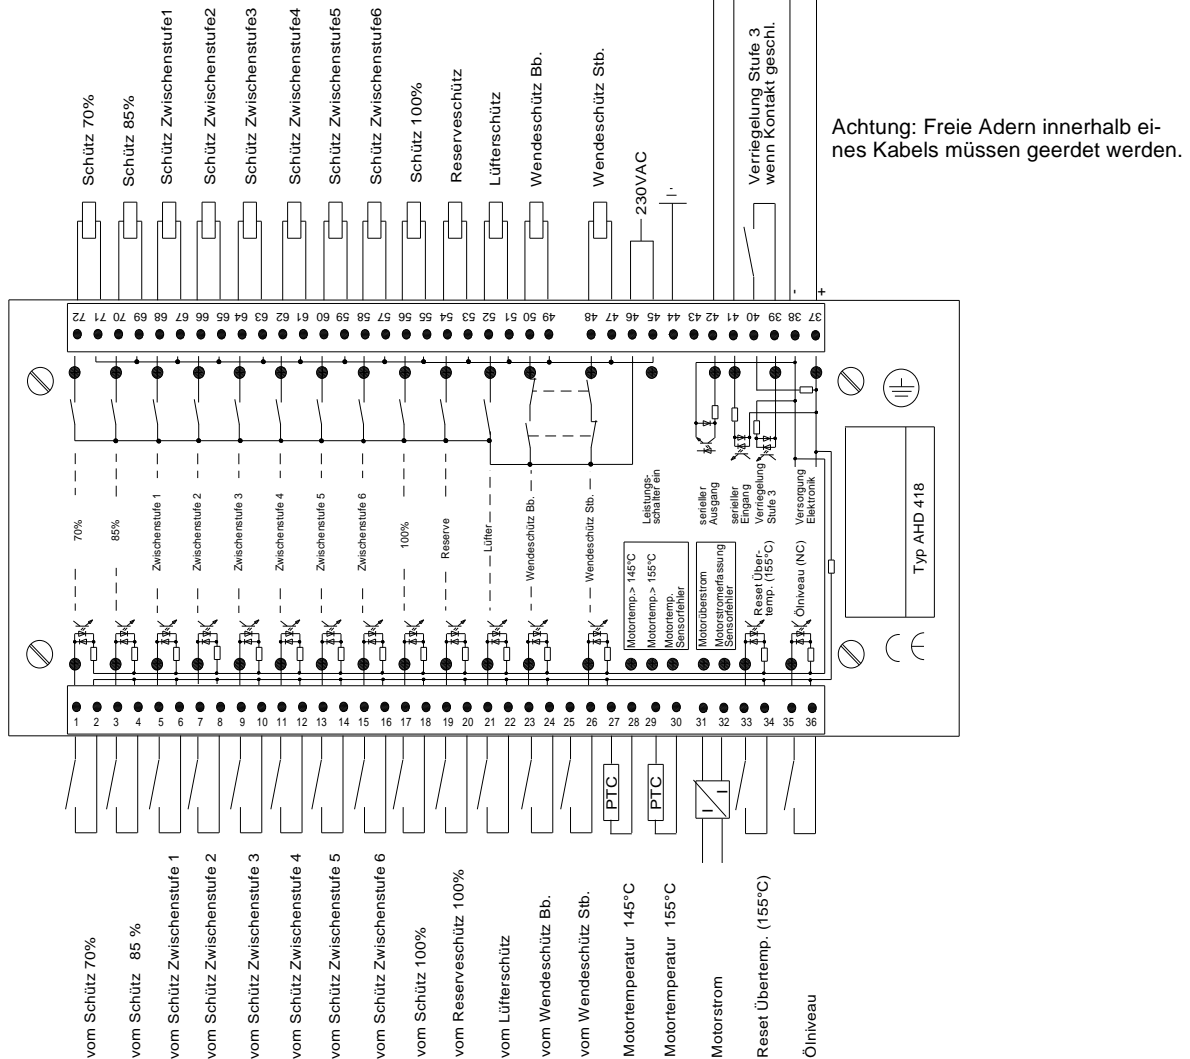 Schütz 70%
Schütz 85%
Schütz Zwischenstufe1
Schütz Zwischenstufe2
Schütz Zwischenstufe3
Schütz Zwischenstufe4
Schütz Zwischenstufe5
Schütz Zwischenstufe6
Schütz 100%
Reserveschütz
Lüfterschütz
Wendeschütz Bb.
Wendeschütz Stb.
230VAC
Verriegelung Stufe 3
wenn Kontakt geschl.
Achtung: Freie Adern innerhalb ei-
nes Kabels müssen geerdet werden.
- +
72 71 70 69 68 67 66 65 64 63 62 61 60 59 58 57 56 55 54 53 52 51 50 49 48 47 46 45 44 43 42 41 40 39 38 37
70%
85%
Zwischenstufe 1
Zwischenstufe 2
Zwischenstufe 3
Zwischenstufe 4
Zwischenstufe 5
Zwischenstufe 6
100%
Reserve
Lüfter
Wendeschütz Bb.
Wendeschütz Stb.
Leistungs-
schalter ein
serieller
Ausgang
serieller
Eingang
Verriegelung
Stufe 3
Versorgung
Elektronik
Motortemp.> 145°C
Motortemp.> 155°C
Motortemp.
Sensorfehler
Motorüberstrom
Motorstromerfassung
Sensorfehler
Reset Über-
temp. (155°C)
Ölniveau (NC)
Typ AHD 418
CE
1 2 3 4 5 6 7 8 9 10 11 12 13 14 15 16 17 18 19 20 21 22 23 24 25 26 27 28 29 30 31 32 33 34 35 36
PTC
PTC
I
I
vom Schütz 70%
vom Schütz 85 %
vom Schütz Zwischenstufe 1
vom Schütz Zwischenstufe 2
vom Schütz Zwischenstufe 3
vom Schütz Zwischenstufe 4
vom Schütz Zwischenstufe 5
vom Schütz Zwischenstufe 6
vom Schütz 100%
vom Reserveschütz 100%
vom Lüfterschütz
vom Wendeschütz Bb.
vom Wendeschütz Stb.
Motortemperatur 145°C
Motortemperatur 155°C
Motorstrom
Reset Übertemp. (155°C)
Ölniveau